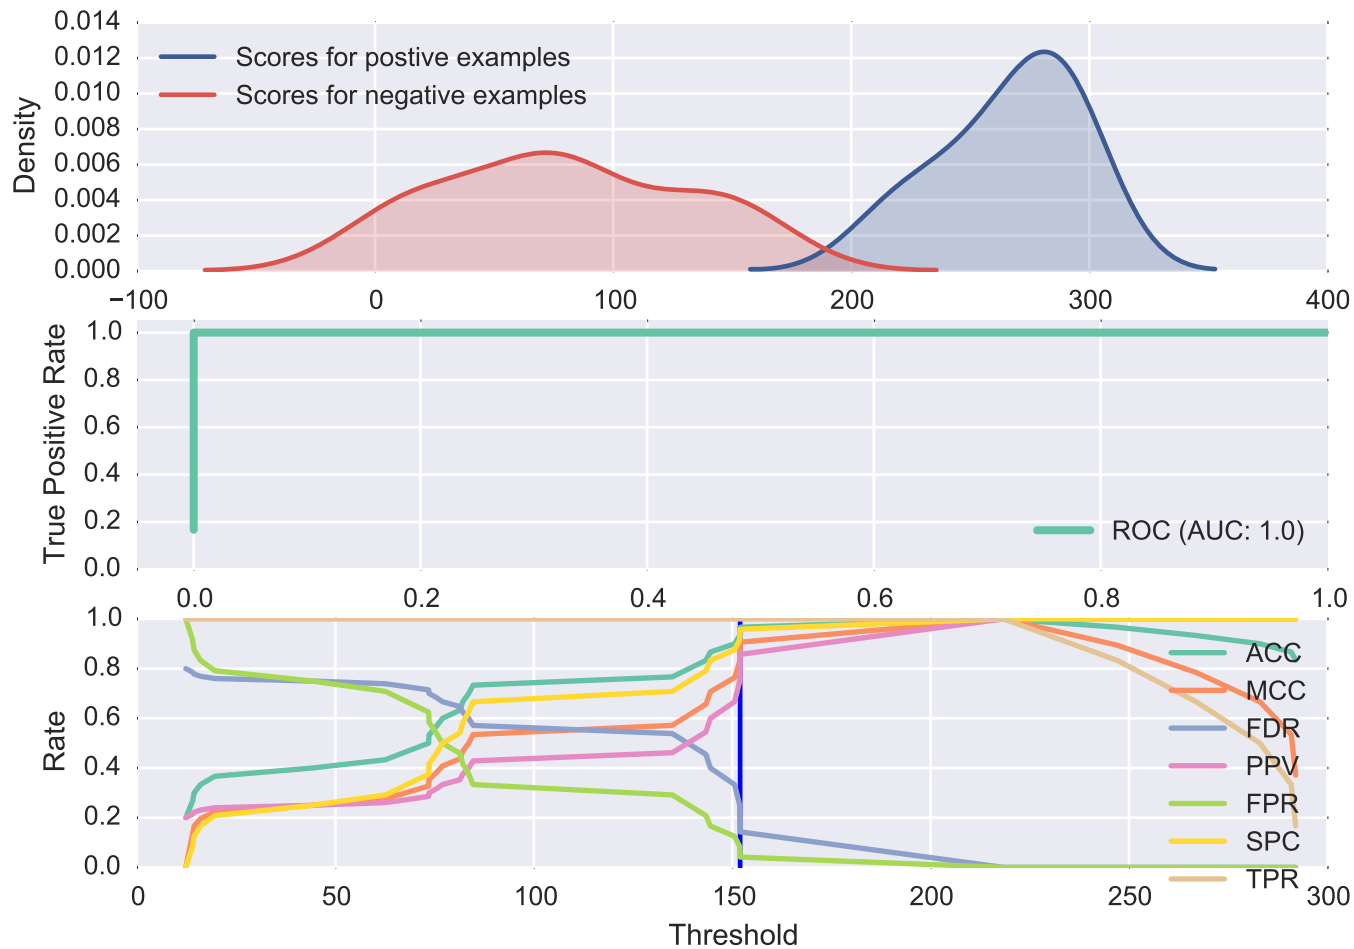 0.014
0.012
0.010
0.008
0.006
0.004
0.002
0.000
Density
Scores for postive examples
Scores for negative examples
−100 0 100 200 300 400
1.0
0.8
0.6
0.4
0.2
0.0
True Positive Rate
ROC (AUC: 1.0)
0.0 0.2 0.4 0.6 0.8 1.0
1.0
0.8
0.6
0.4
0.2
0.0
Rate
ACC
MCC
FDR
PPV
FPR
SPC
TPR
0 50 100 150 200 250 300
Threshold